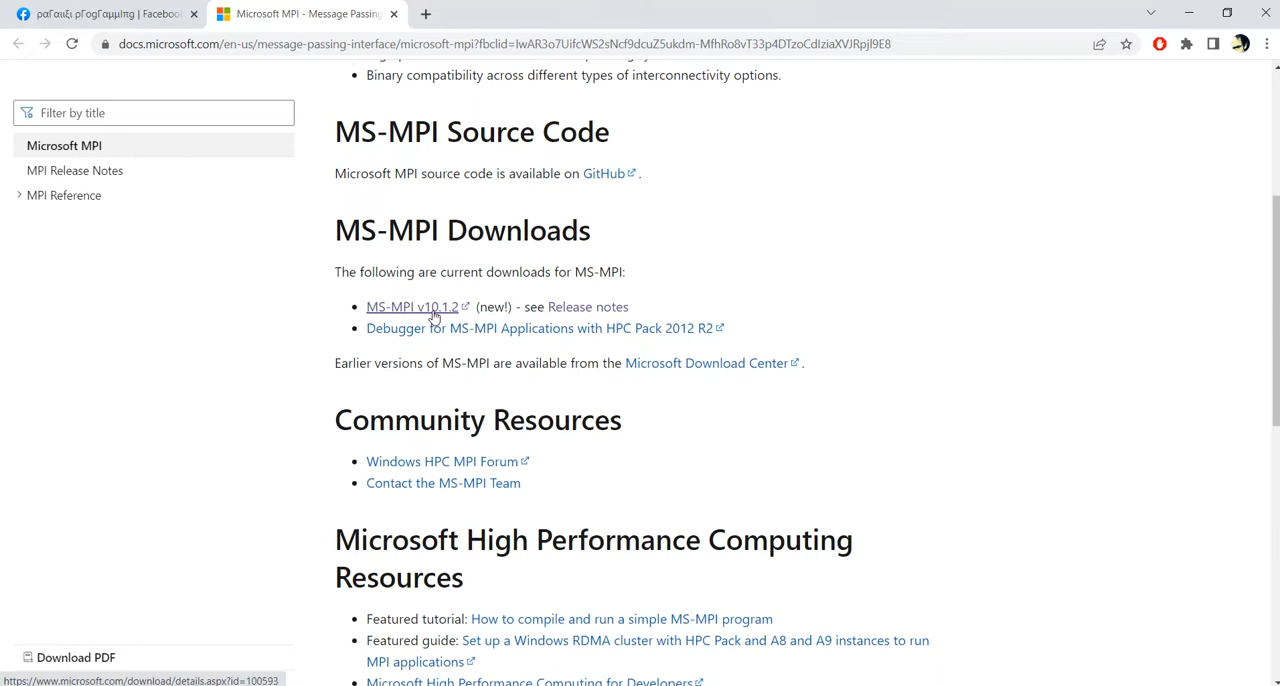 ραΓαιιξι ρΓοgΓαμμΙπg | Facebook
Microsoft MPI - Message Passing
docs.microsoft.com/en-us/message-passing-interface/microsoft-mpi?fbclid=IwAR3o7UifcWS2sNcf9dcuZ5ukdm-MfhRo8vT33p4DTzoCdIziaXVJRpjl9E8
Filter by title
Microsoft MPI
MPI Release Notes
MPI Reference
Download PDF
• Binary compatibility across different types of interconnectivity options.
MS-MPI Source Code
Microsoft MPI source code is available on GitHub.
MS-MPI Downloads
The following are current downloads for MS-MPI:
• MS-MPI v10.1.2 (new!) - see Release notes
• Debugger for MS-MPI Applications with HPC Pack 2012 R2
Earlier versions of MS-MPI are available from the Microsoft Download Center.
Community Resources
• Windows HPC MPI Forum
• Contact the MS-MPI Team
Microsoft High Performance Computing
Resources
• Featured tutorial: How to compile and run a simple MS-MPI program
• Featured guide: Set up a Windows RDMA cluster with HPC Pack and A8 and A9 instances to run
MPI applications
• Microsoft High Performance Computing for Developers
https://www.microsoft.com/download/details.aspx?id=100593